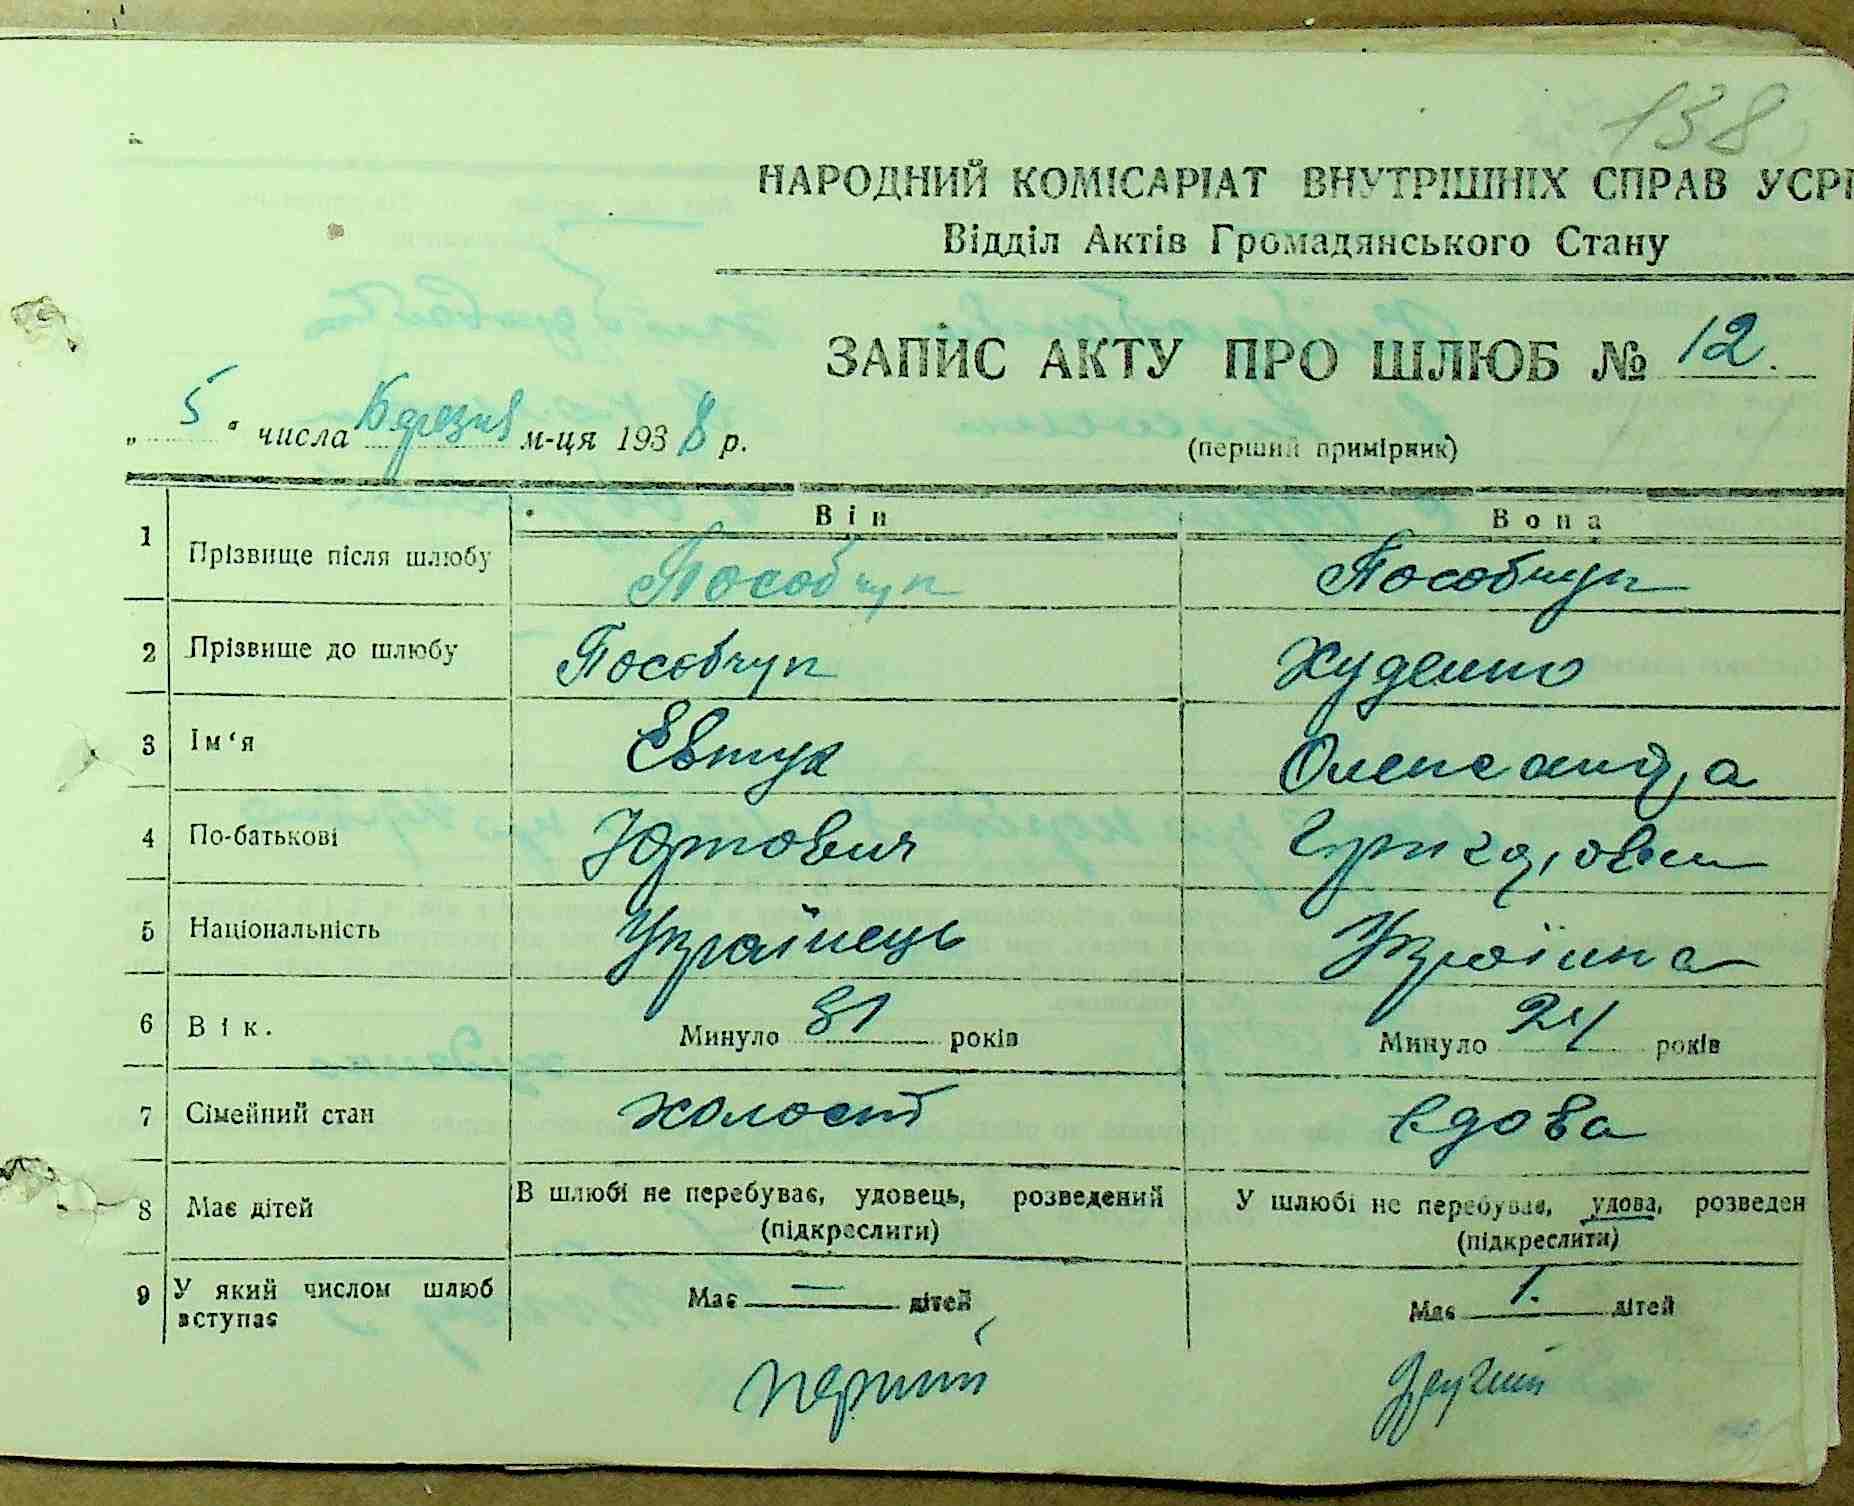 138
НАРОДНИЙ КОМІСАРІАТ ВНУТРІШНІХ СПРАВ УСРР
Відділ Актів Громадянського Стану
ЗАПИС АКТУ ПРО ШЛЮБ № 12.
„ 5 “ числа Березня м-ця 1938 р.
(перший примірник)
Він Вона
1 Прізвище після шлюбу Пособчук Пособчук
2 Прізвище до шлюбу Пособчук Худенко
3 Ім‘я Евтух Олександра
4 По-батькові Юхтович
5 Національність Українець Українка
6 Вік. Минуло 31 років Минуло 24 років
7 Сімейний стан холост вдова
8 Має дітей В шлюбі не перебуває, удовець, розведений У шлюбі не перебуває, удова, розведен
(підкреслити) (підкреслити)
9 У який числом шлюб Має — дітей Має 1. дітей
вступає
перший другий